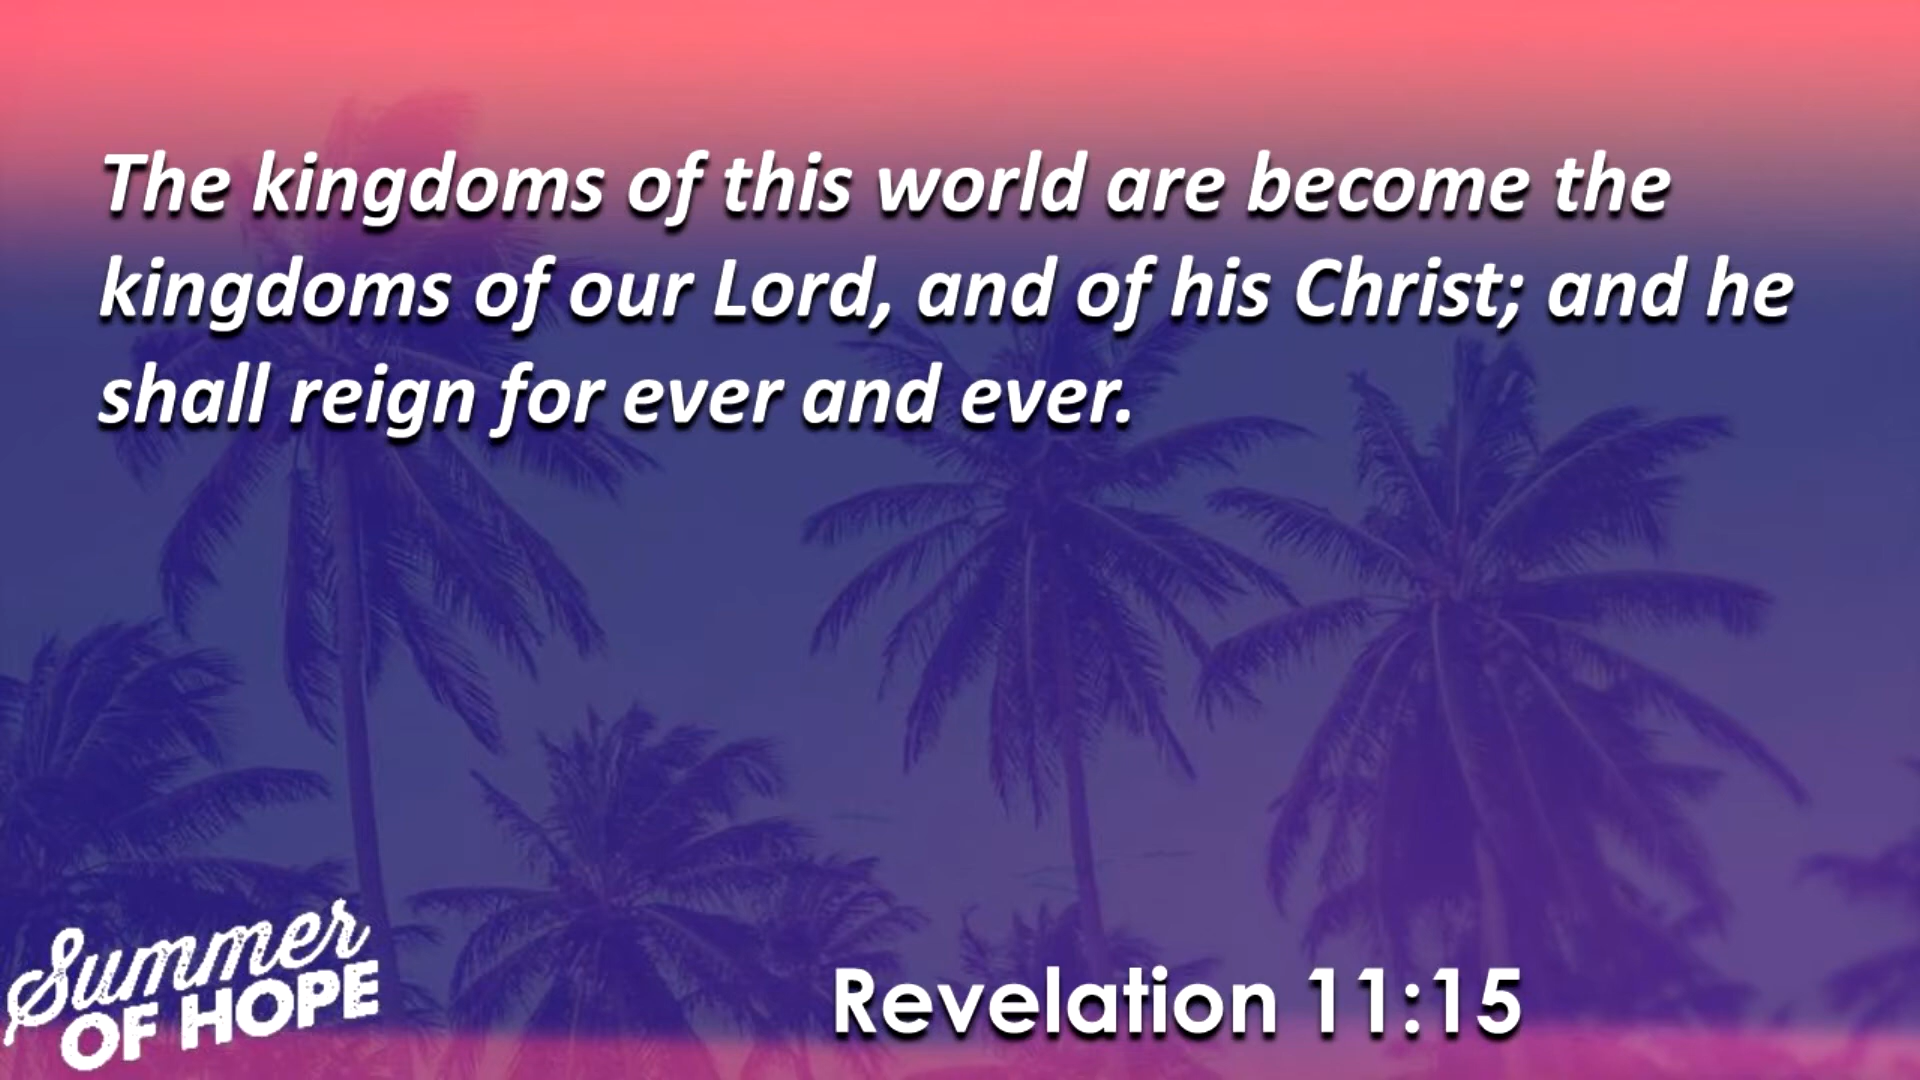 The kingdoms of this world are become the
kingdoms of our Lord, and of his Christ; and he
shall reign for ever and ever.
Summer
OF HOPE
Revelation 11:15